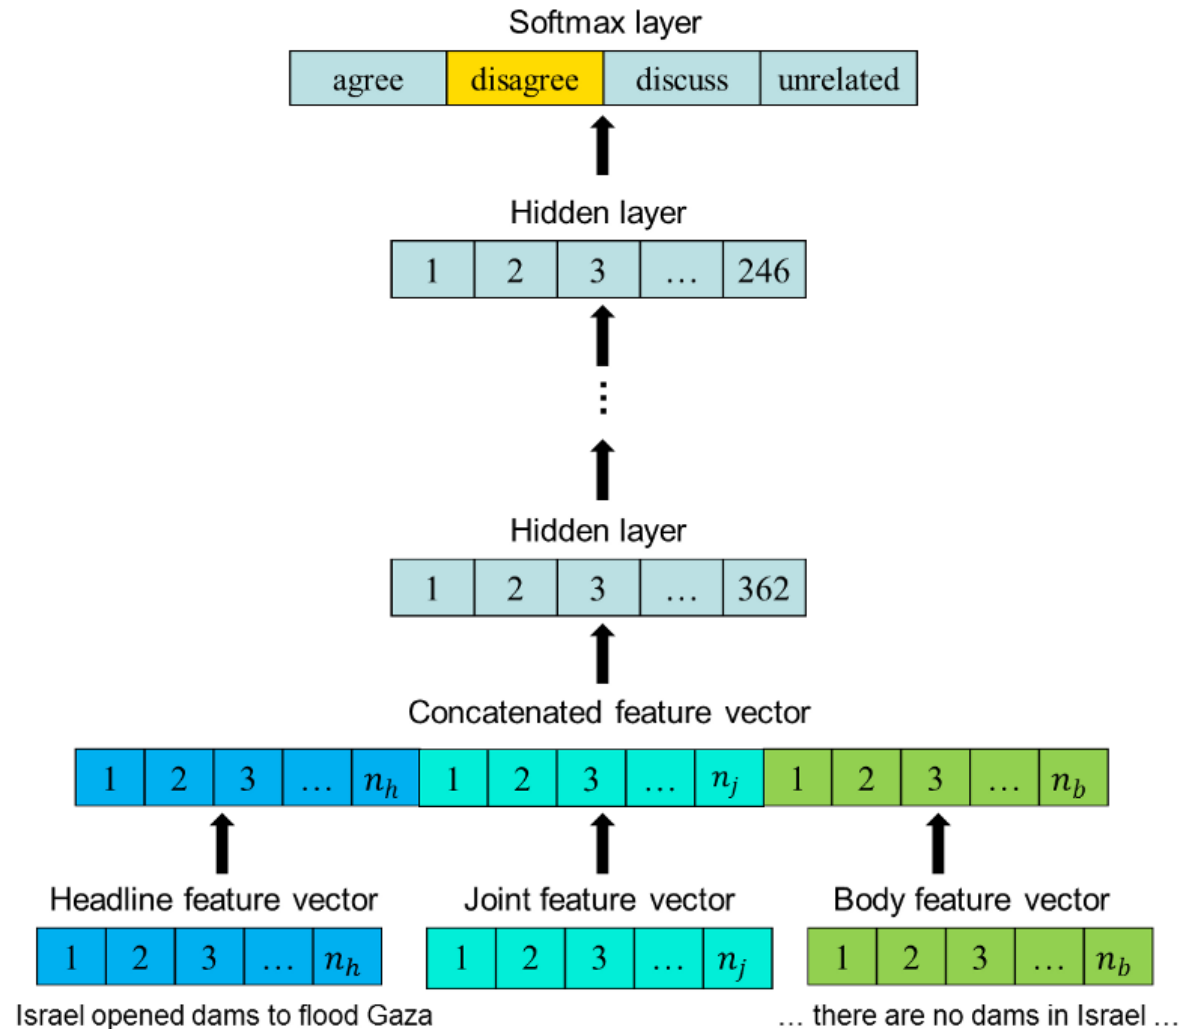 Softmax layer
agree disagree discuss unrelated
Hidden layer
1 2 3 … 246
⋮
Hidden layer
1 2 3 … 362
Concatenated feature vector
1 2 3 … n_h 1 2 3 … n_j 1 2 3 … n_b
Headline feature vector Joint feature vector Body feature vector
1 2 3 … n_h 1 2 3 … n_j 1 2 3 … n_b
Israel opened dams to flood Gaza … there are no dams in Israel …